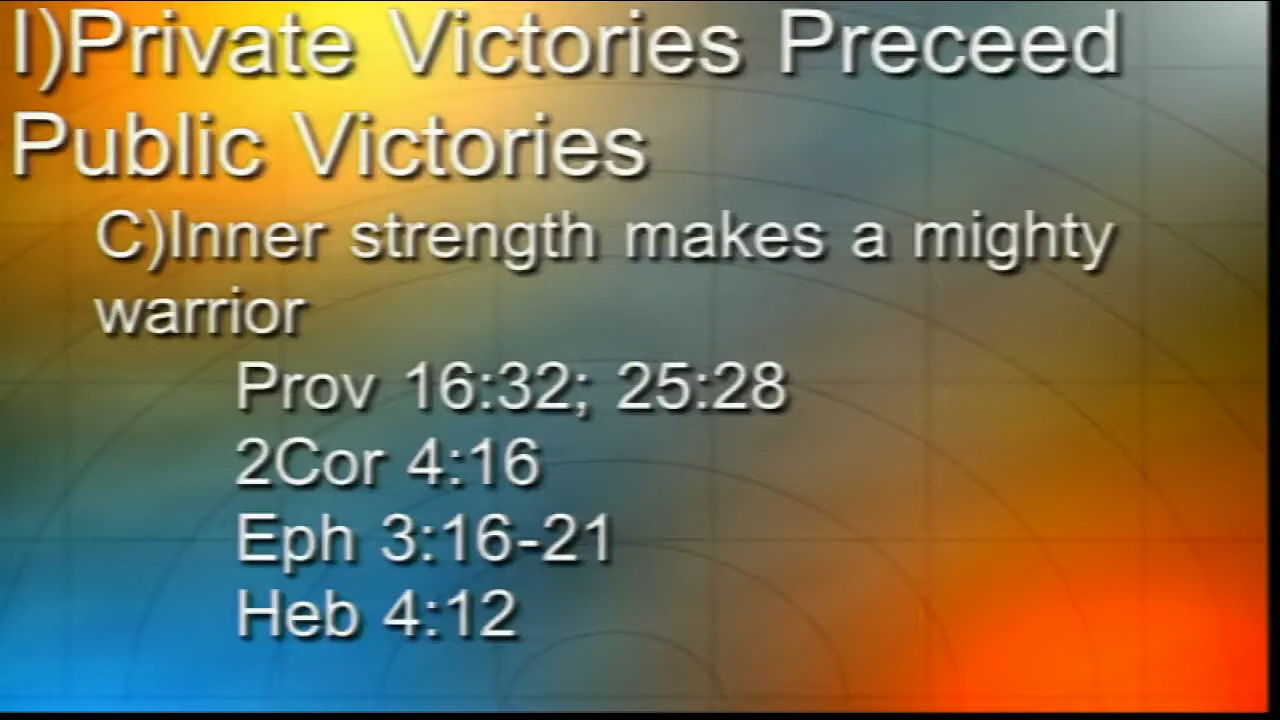 I)Private Victories Preceed
Public Victories
C)Inner strength makes a mighty
warrior
Prov 16:32; 25:28
2Cor 4:16
Eph 3:16-21
Heb 4:12